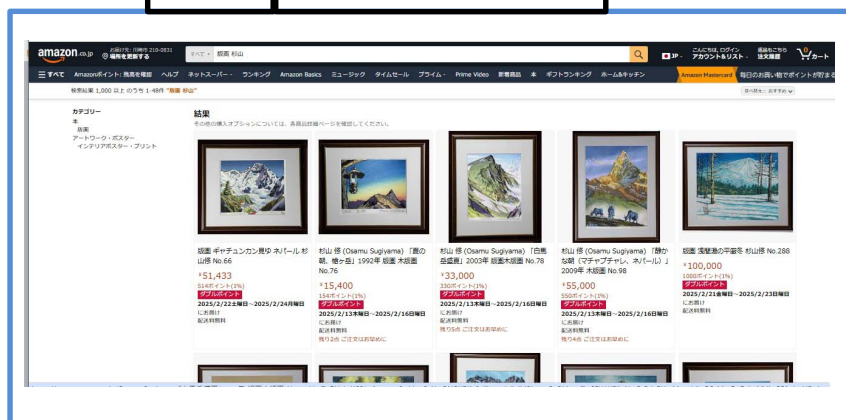 amazon.co.jp
お届け先: 川崎市 210-0831
場所を更新する
すべて
版画 杉山
JP
こんにちは, ログイン
アカウント&リスト
返品もこちら
注文履歴
0
カート
すべて
Amazonポイント: 残高を確認
ヘルプ
ネットスーパー
ランキング
Amazon Basics
ミュージック
タイムセール
プライム
Prime Video
新着商品
本
ギフトランキング
ホーム&キッチン
Amazon Mastercard
毎日のお買い物でポイントが貯まる
検索結果 1,000 以上 のうち 1-48件 "版画 杉山"
並べ替え: おすすめ
カテゴリー
本
版画
アートワーク・ポスター
インテリアポスター・プリント
結果
その他の購入オプションについては、各商品詳細ページを確認してください。
版画 ギャチュンカン見ゆ ネパール 杉
山修 No.66
¥51,433
514ポイント(1%)
ダブルポイント
2025/2/22土曜日～2025/2/24月曜日
にお届け
配送料無料
杉山 修 (Osamu Sugiyama) 「夏の
朝、槍ヶ岳」1992年 版画 木版画
No.76
¥15,400
154ポイント(1%)
ダブルポイント
2025/2/13木曜日～2025/2/16日曜日
にお届け
配送料無料
残り2点 ご注文はお早めに
杉山 修 (Osamu Sugiyama) 「白馬
岳盛夏」2003年 版画木版画 No.78
¥33,000
330ポイント(1%)
ダブルポイント
2025/2/13木曜日～2025/2/16日曜日
にお届け
配送料無料
残り5点 ご注文はお早めに
杉山 修 (Osamu Sugiyama) 「静か
な朝（マチャプチャレ、ネパール）」
2009年 木版画 No.98
¥55,000
550ポイント(1%)
ダブルポイント
2025/2/13木曜日～2025/2/16日曜日
にお届け
配送料無料
残り4点 ご注文はお早めに
版画 浅間遠の平厳冬 杉山修 No.288
¥100,000
1000ポイント(1%)
ダブルポイント
2025/2/21金曜日～2025/2/23日曜日
にお届け
配送料無料